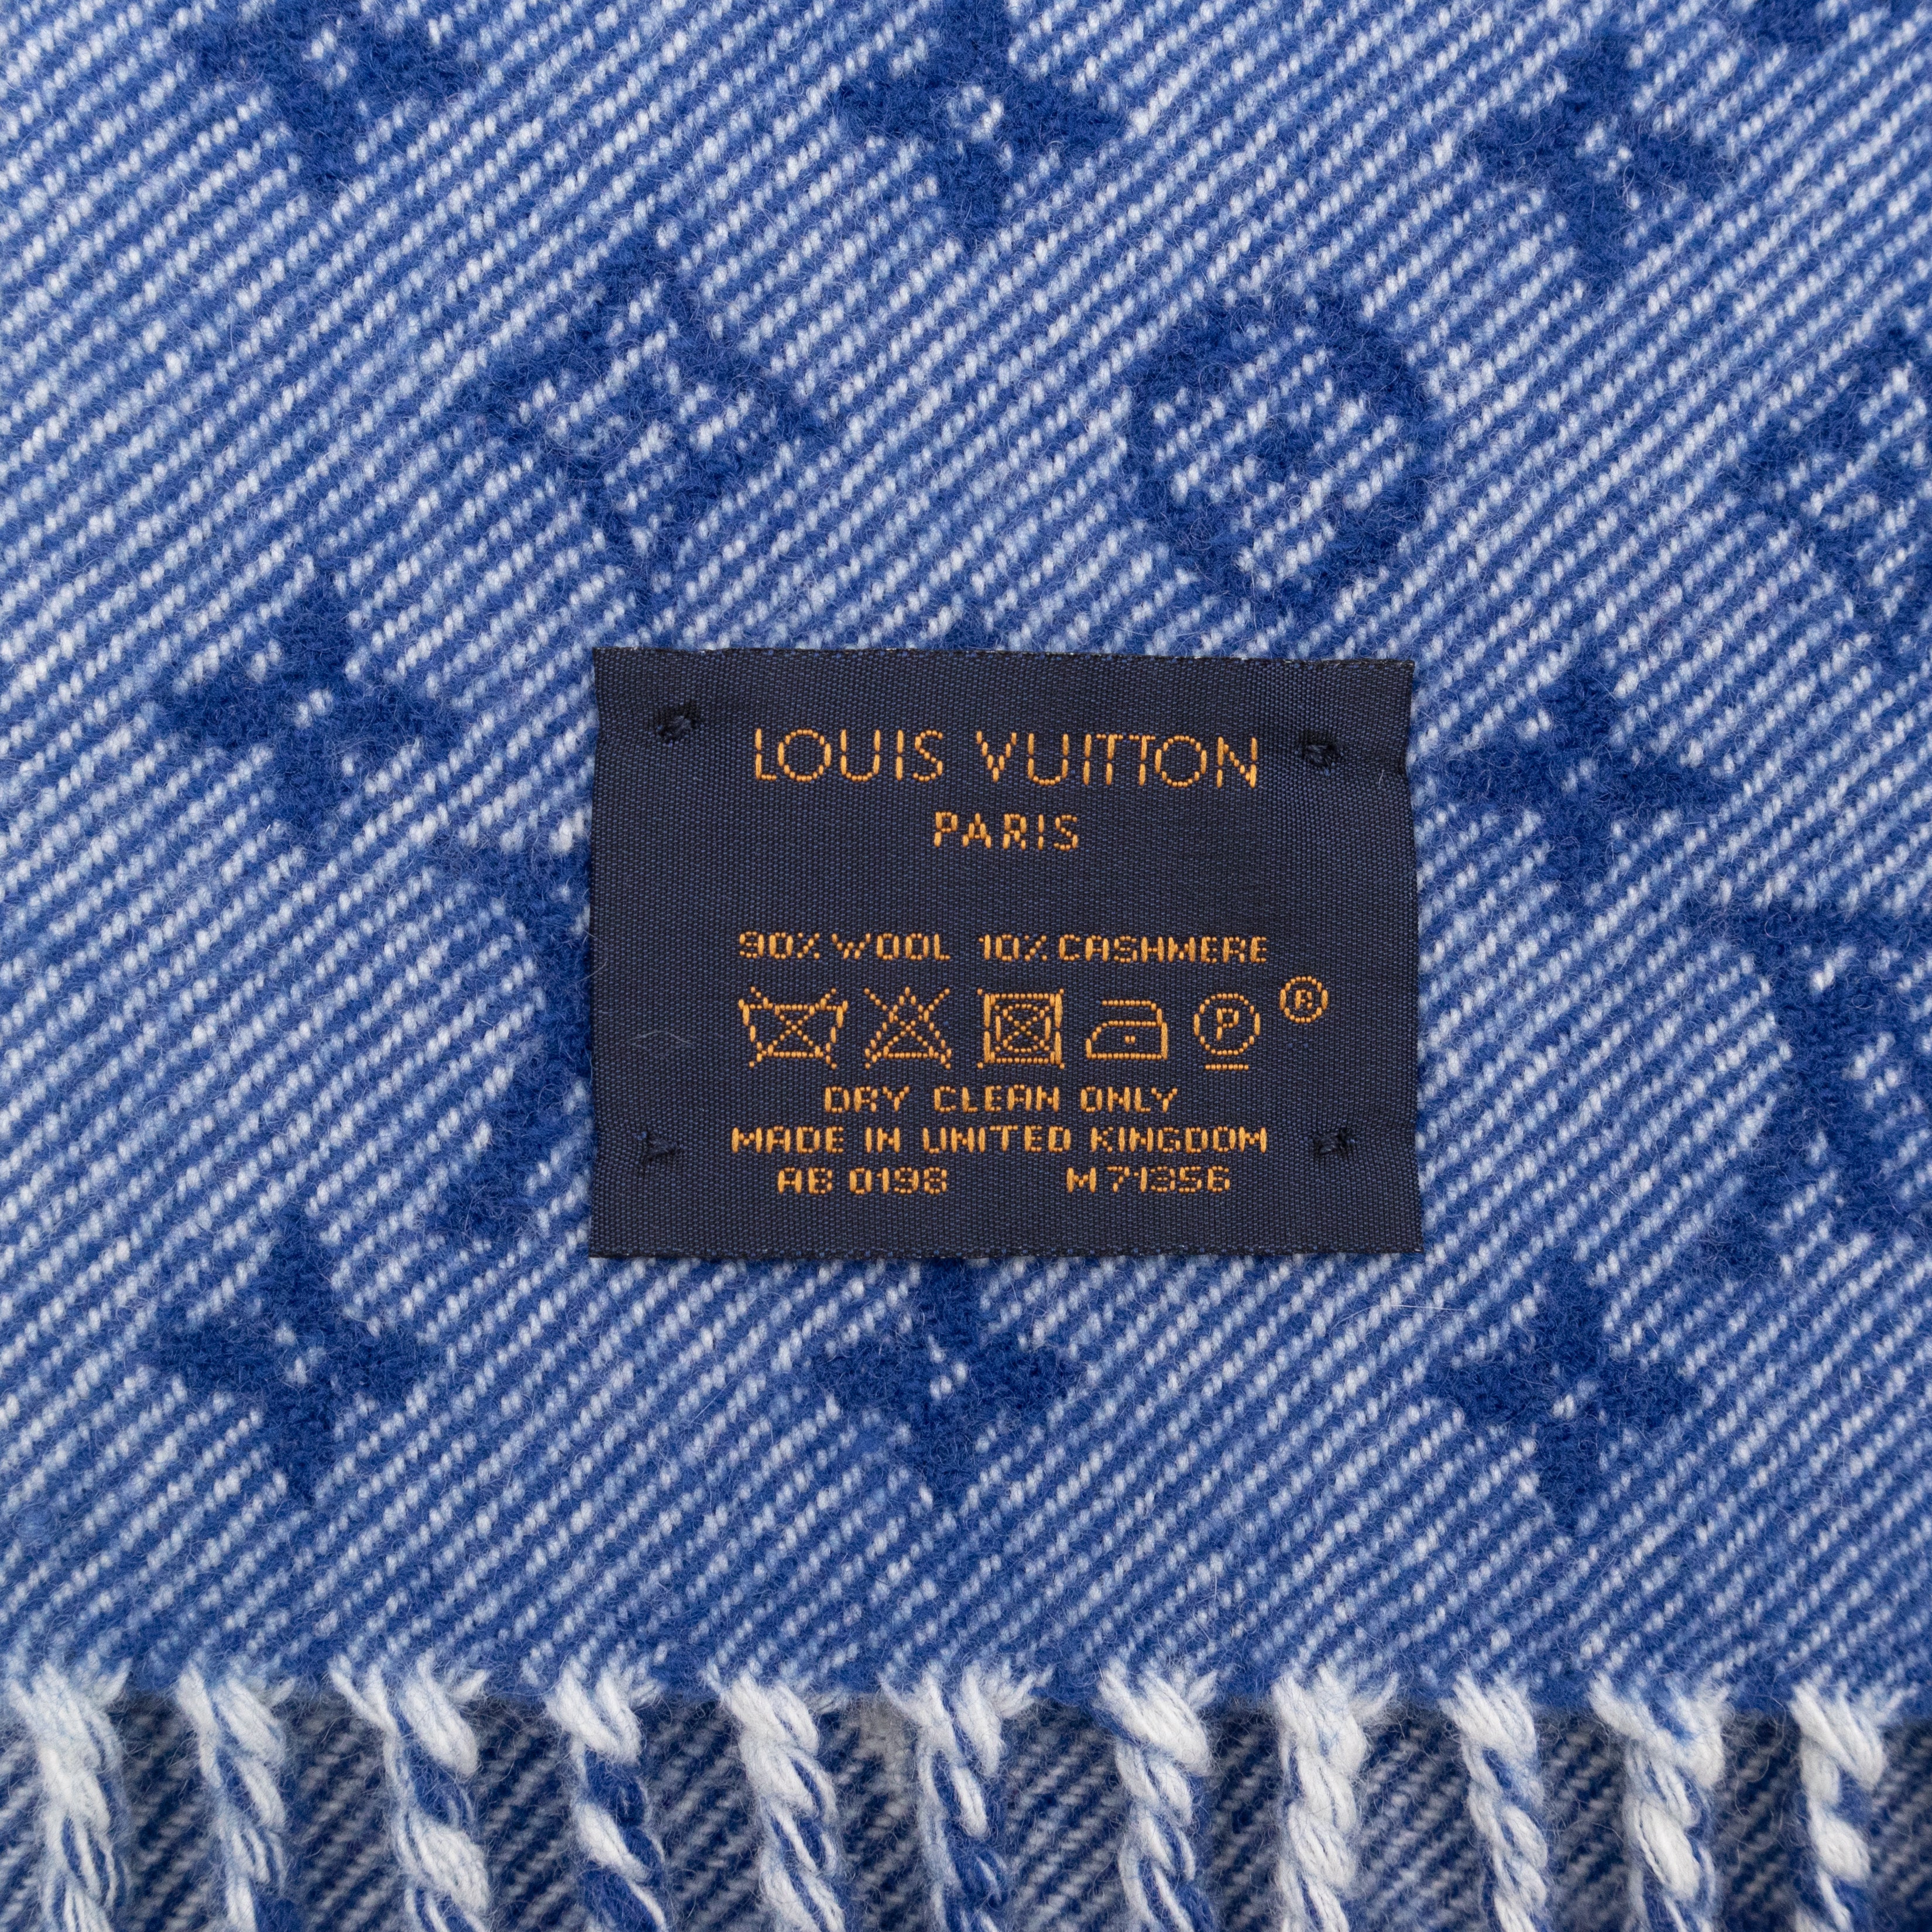 LOUIS VUITTON
PARIS
90% WOOL 10% CASHMERE
P ®
DRY CLEAN ONLY
MADE IN UNITED KINGDOM
AB 0198 M71356